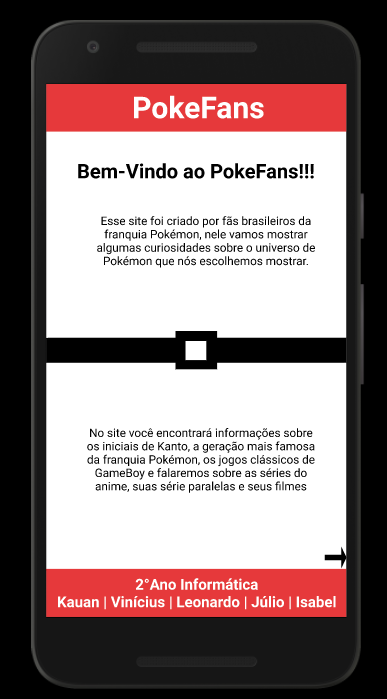 PokeFans
Bem-Vindo ao PokeFans!!!
Esse site foi criado por fãs brasileiros da
franquia Pokémon, nele vamos mostrar
algumas curiosidades sobre o universo de
Pokémon que nós escolhemos mostrar.
No site você encontrará informações sobre
os iniciais de Kanto, a geração mais famosa
da franquia Pokémon, os jogos clássicos de
GameBoy e falaremos sobre as séries do
anime, suas série paralelas e seus filmes
2°Ano Informática
Kauan | Vinícius | Leonardo | Júlio | Isabel